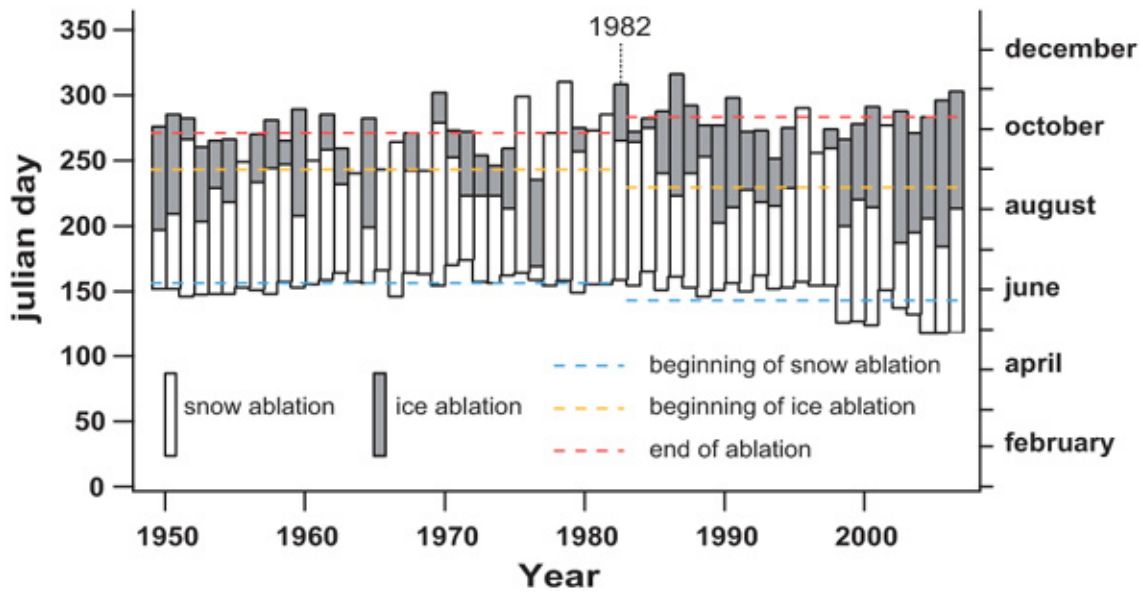 1982
350
300
250
200
150
100
50
0
julian day
december
october
august
june
april
february
snow ablation
ice ablation
beginning of snow ablation
beginning of ice ablation
end of ablation
1950 1960 1970 1980 1990 2000
Year